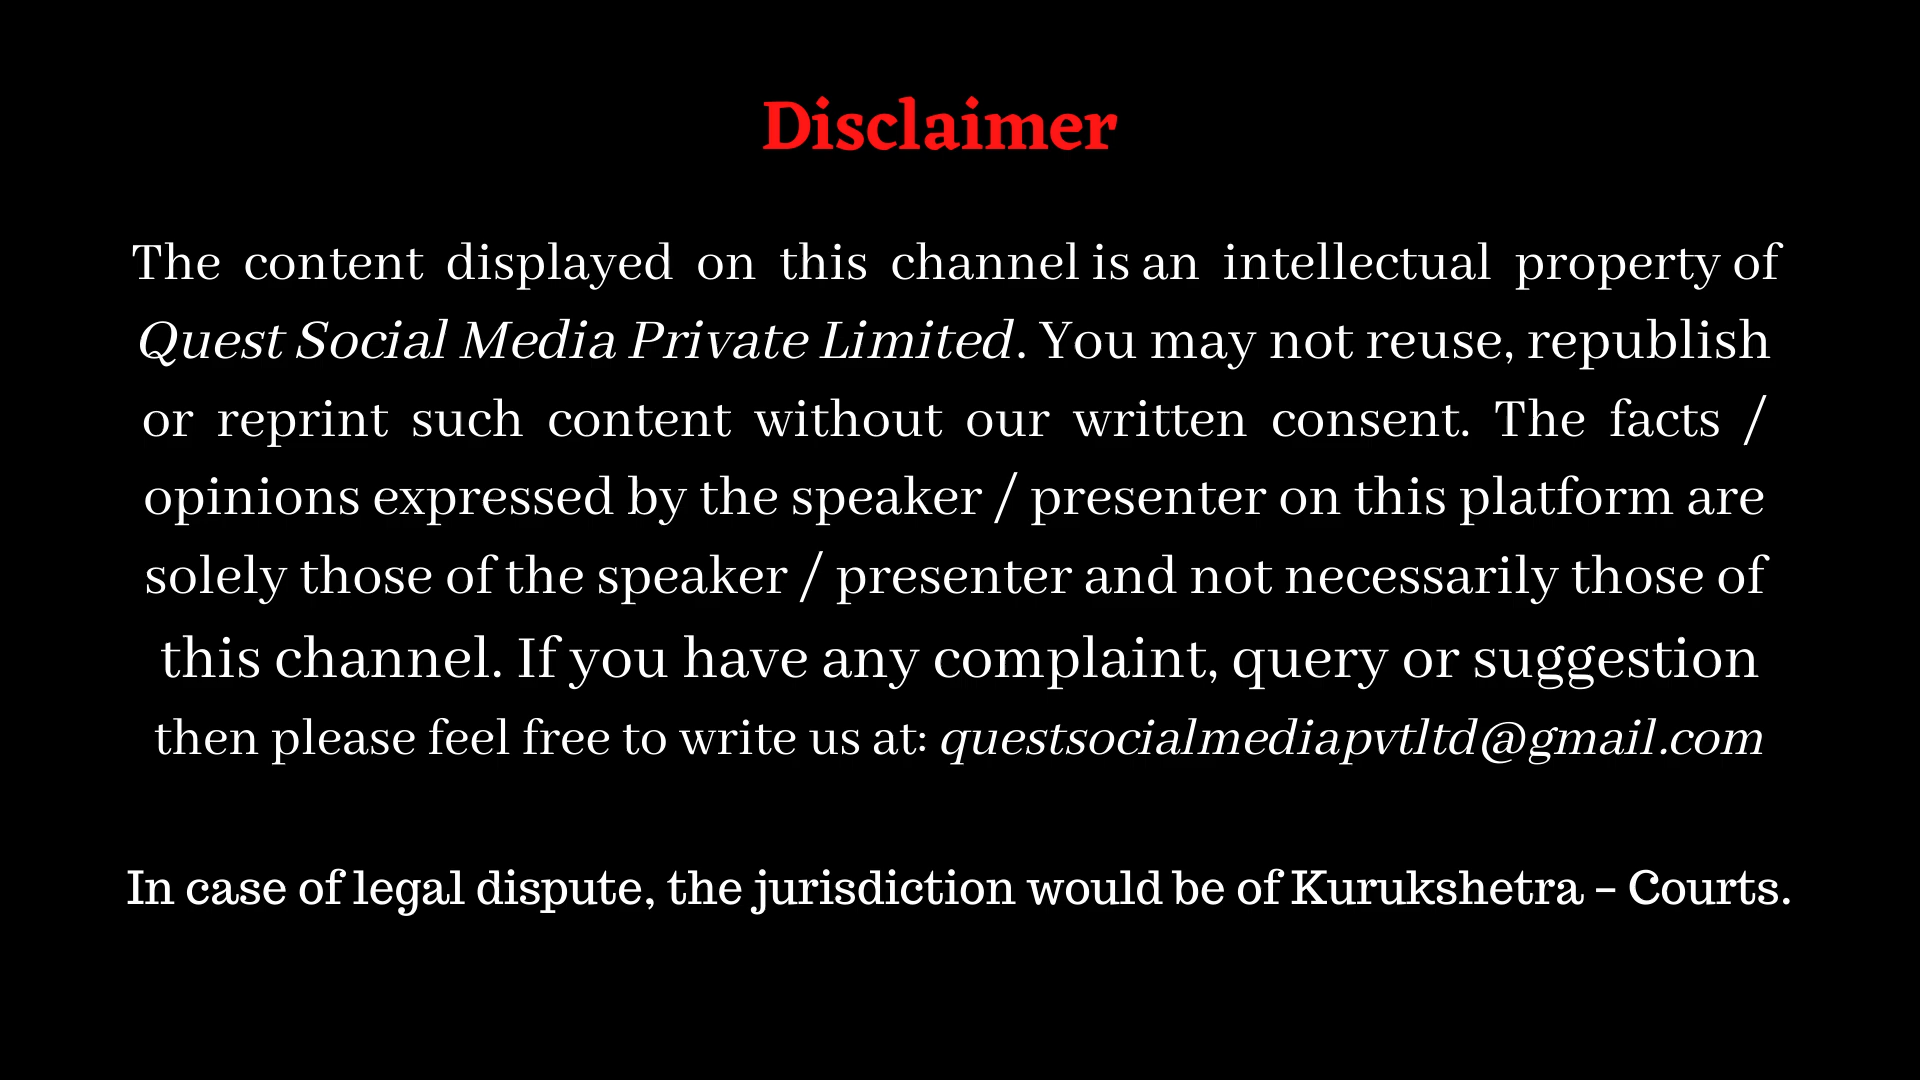 Disclaimer
The content displayed on this channel is an intellectual property of
Quest Social Media Private Limited. You may not reuse, republish
or reprint such content without our written consent. The facts /
opinions expressed by the speaker / presenter on this platform are
solely those of the speaker / presenter and not necessarily those of
this channel. If you have any complaint, query or suggestion
then please feel free to write us at: questsocialmediapvtltd@gmail.com
In case of legal dispute, the jurisdiction would be of Kurukshetra – Courts.